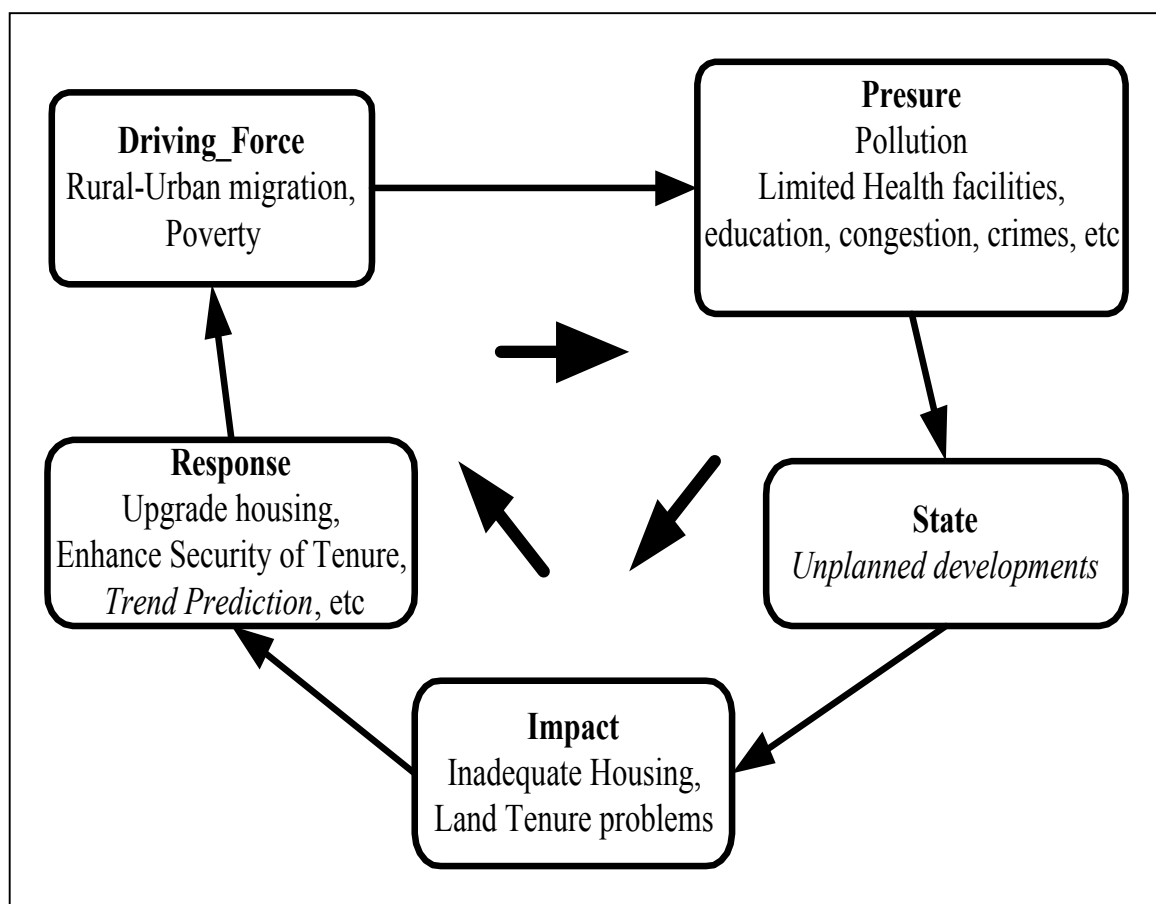 Driving_Force
Rural-Urban migration,
Poverty
Presure
Pollution
Limited Health facilities,
education, congestion, crimes, etc
State
Unplanned developments
Impact
Inadequate Housing,
Land Tenure problems
Response
Upgrade housing,
Enhance Security of Tenure,
Trend Prediction, etc